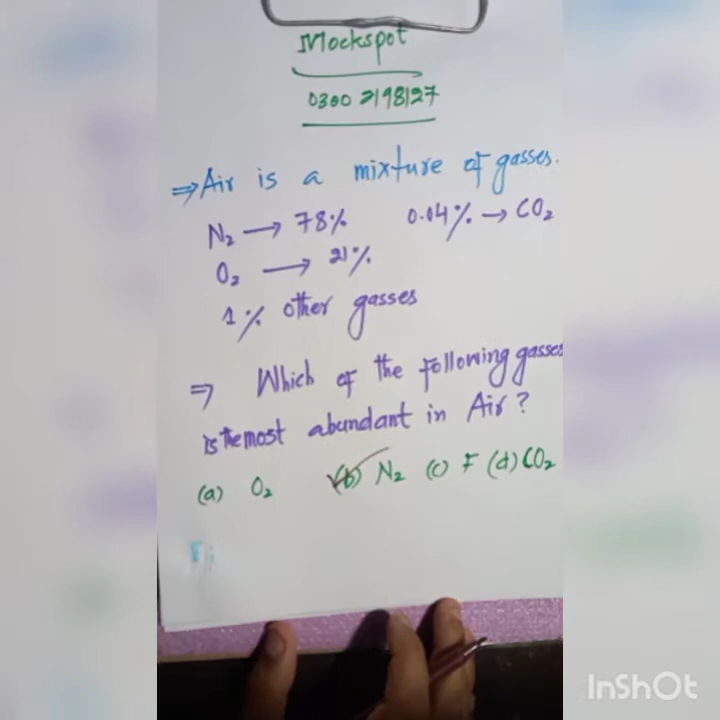 Mockspot
0300 2198127
⇒ Air is a mixture of gasses.
N₂ → 78% 0.04% → CO₂
O₂ → 21%
1% other gasses
⇒ Which of the following gasses
is the most abundant in Air?
(a) O₂ (b) N₂ (c) F (d) CO₂
InShOt